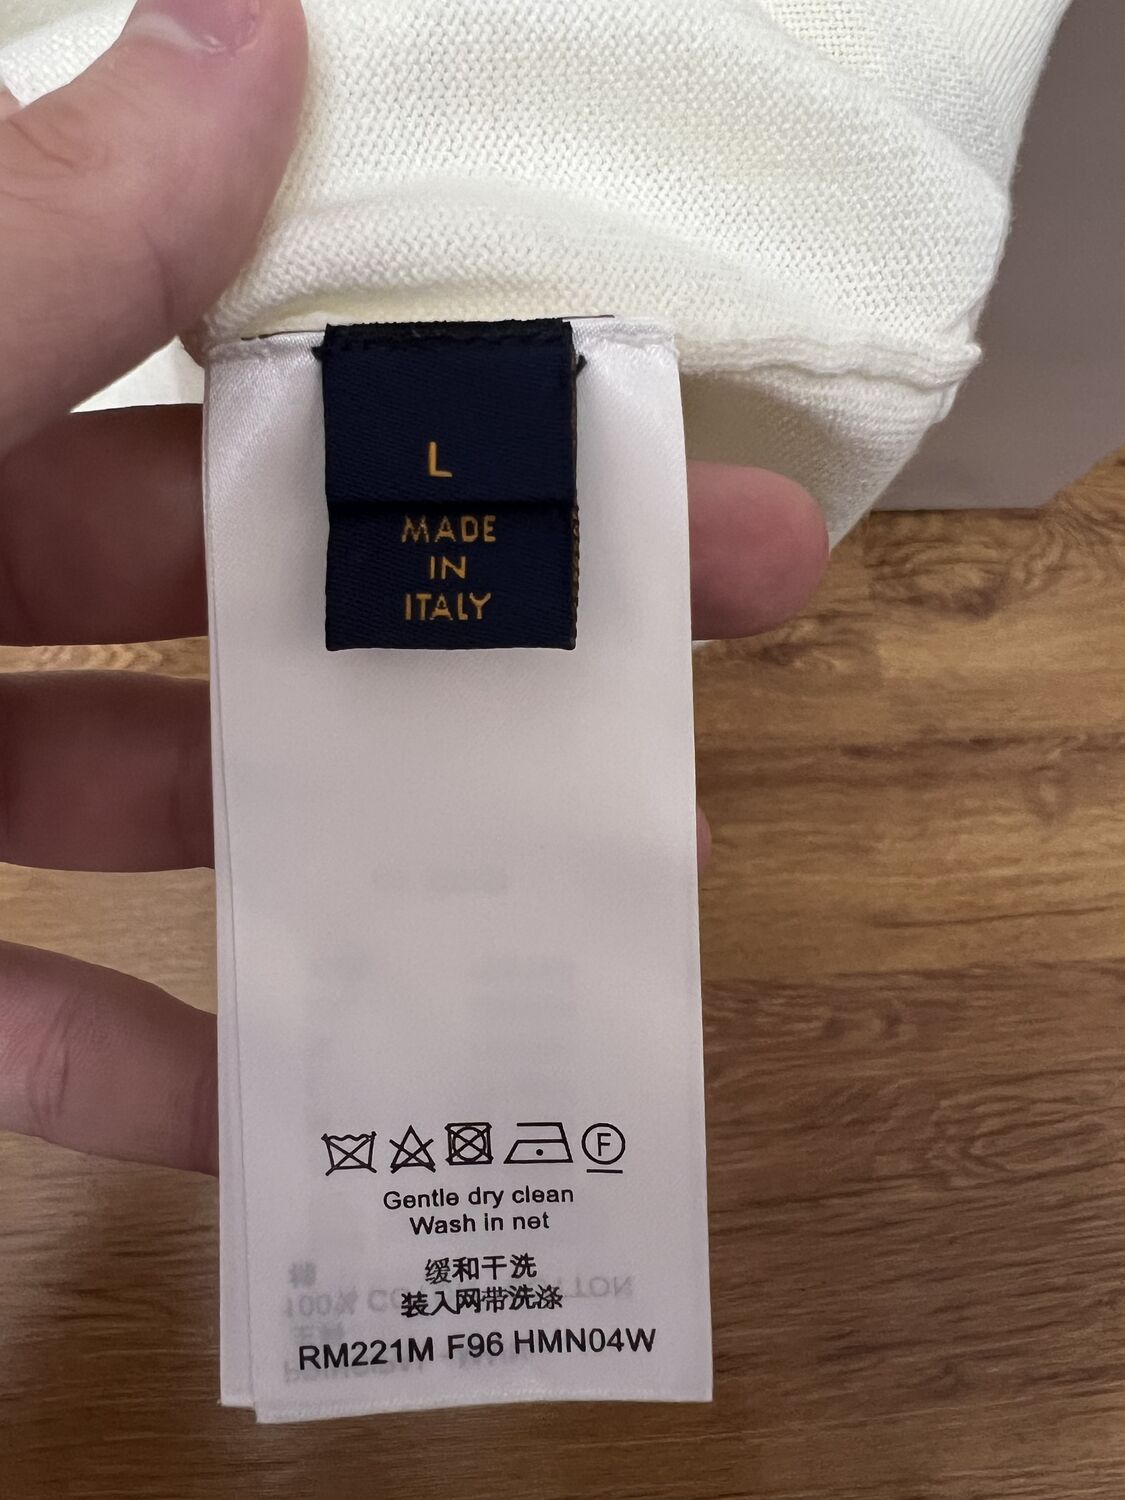 L
MADE
IN
ITALY
F
Gentle dry clean
Wash in net
缓和干洗
装入网带洗涤
RM221M F96 HMN04W